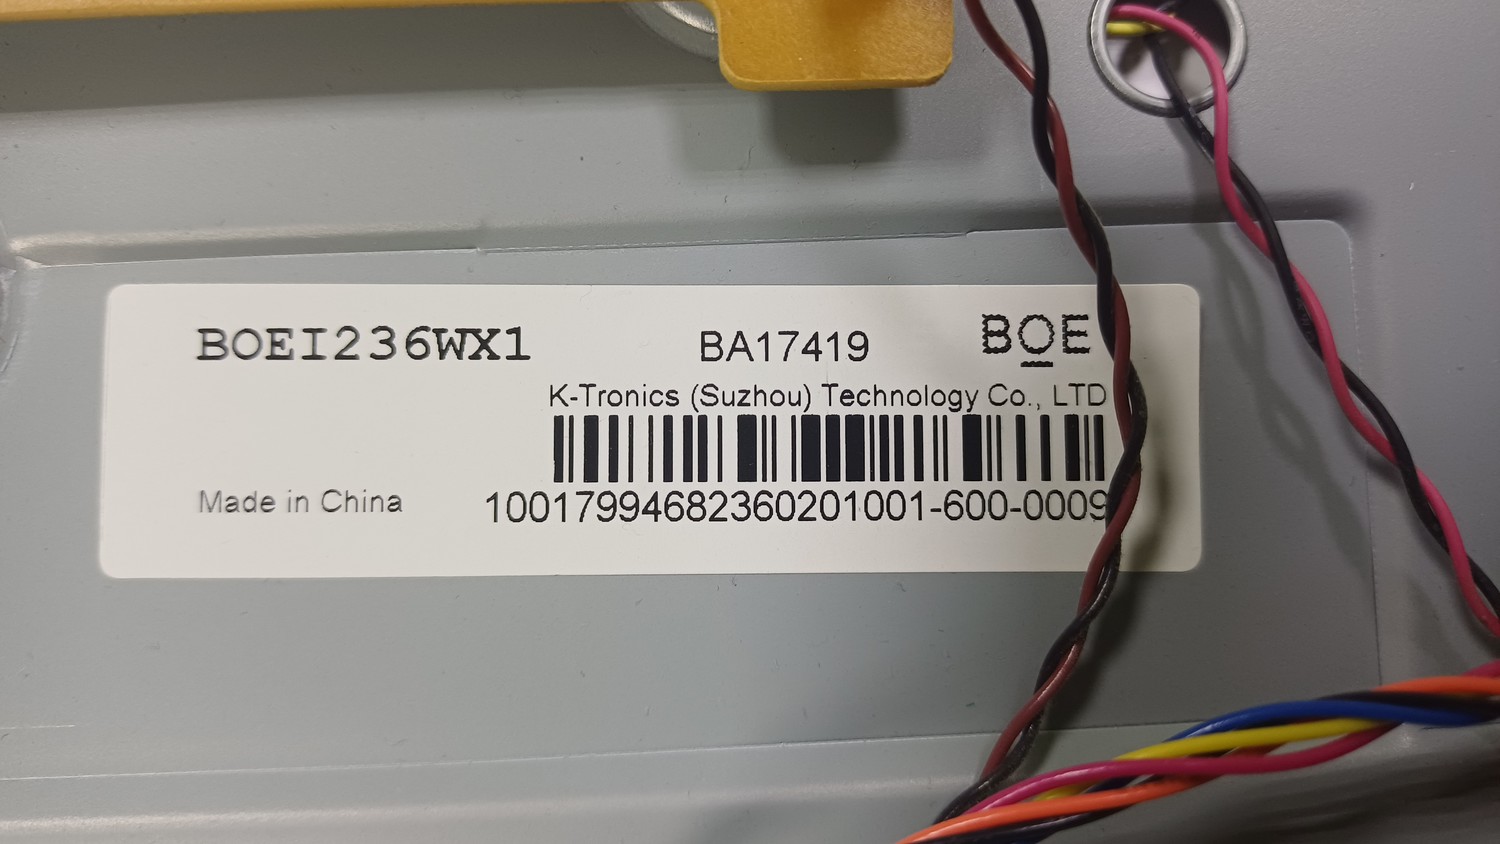 BOEI236WX1
BA17419
BOE
K-Tronics (Suzhou) Technology Co., LTD
Made in China
10017994682360201001-600-0009